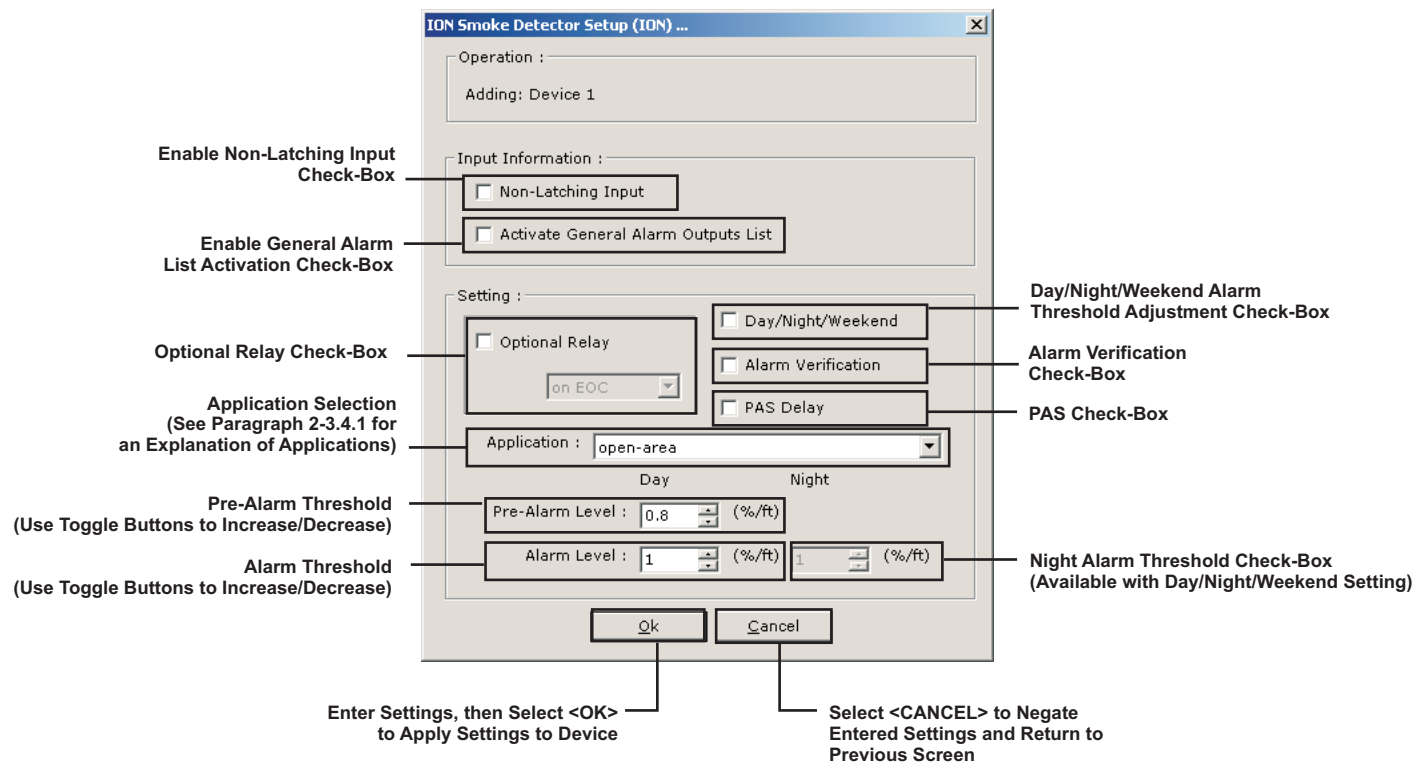 ION Smoke Detector Setup (ION) ...
Operation :
Adding: Device 1
Enable Non-Latching Input
Check-Box
Input Information :
Non-Latching Input
Enable General Alarm
List Activation Check-Box
Activate General Alarm Outputs List
Setting :
Day/Night/Weekend
Day/Night/Weekend Alarm
Threshold Adjustment Check-Box
Optional Relay Check-Box
Optional Relay
on EOC
Alarm Verification
Alarm Verification
Check-Box
PAS Delay
PAS Check-Box
Application Selection
(See Paragraph 2-3.4.1 for
an Explanation of Applications)
Application : open-area
Day Night
Pre-Alarm Threshold
(Use Toggle Buttons to Increase/Decrease)
Pre-Alarm Level : 0.8 (%/ft)
Alarm Threshold
(Use Toggle Buttons to Increase/Decrease)
Alarm Level : 1 (%/ft) 1 (%/ft)
Night Alarm Threshold Check-Box
(Available with Day/Night/Weekend Setting)
Ok Cancel
Enter Settings, then Select <OK>
to Apply Settings to Device
Select <CANCEL> to Negate
Entered Settings and Return to
Previous Screen